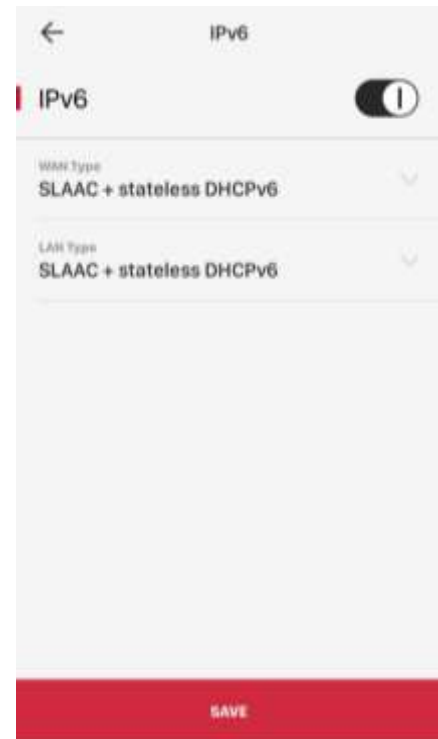 IPv6
IPv6
WAN Type
SLAAC + stateless DHCPv6
LAN Type
SLAAC + stateless DHCPv6
SAVE